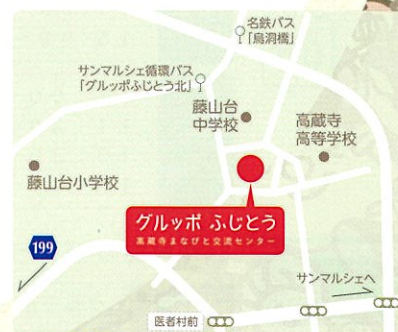 名鉄バス
「烏洞橋」
サンマルシェ循環バス
「グルッポふじとう北」
藤山台
中学校
高蔵寺
高等学校
藤山台小学校
グルッポ ふじとう
高蔵寺まなびと交流センター
199
サンマルシェへ
医者村前